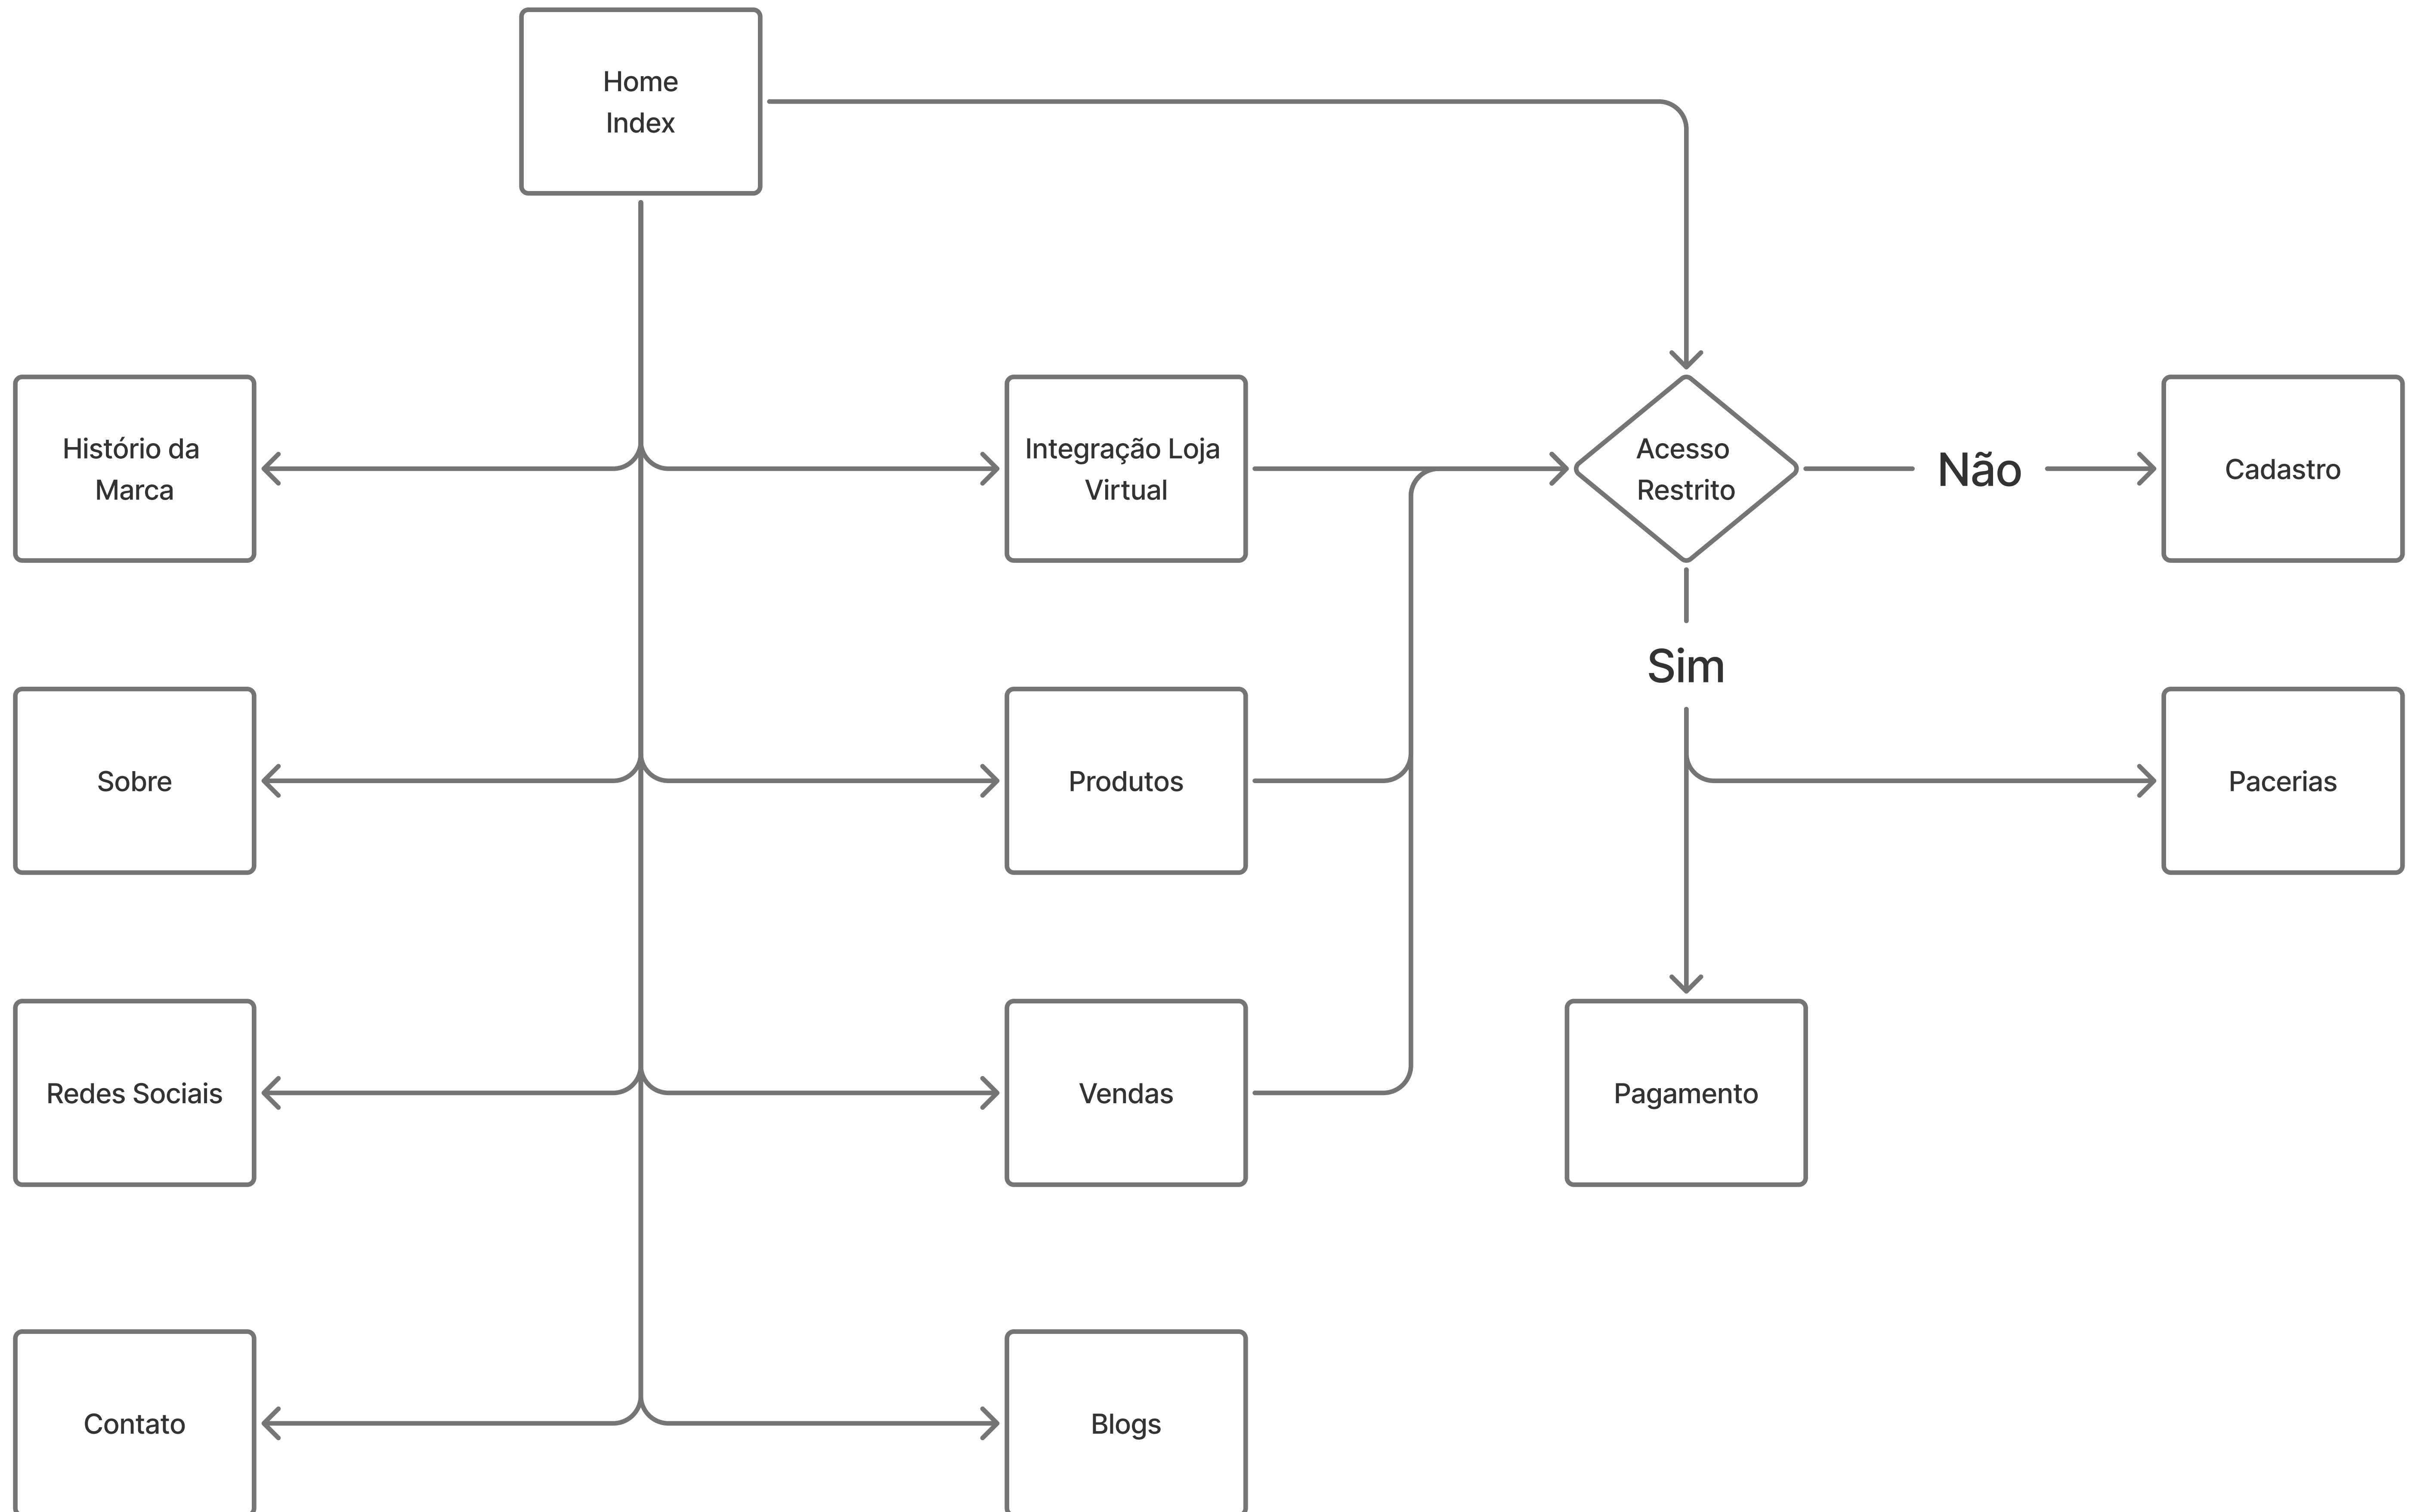 Home
Index
Histório da
Marca
Integração Loja
Virtual
Acesso
Restrito
Não
Cadastro
Sim
Sobre
Produtos
Pacerias
Redes Sociais
Vendas
Pagamento
Contato
Blogs